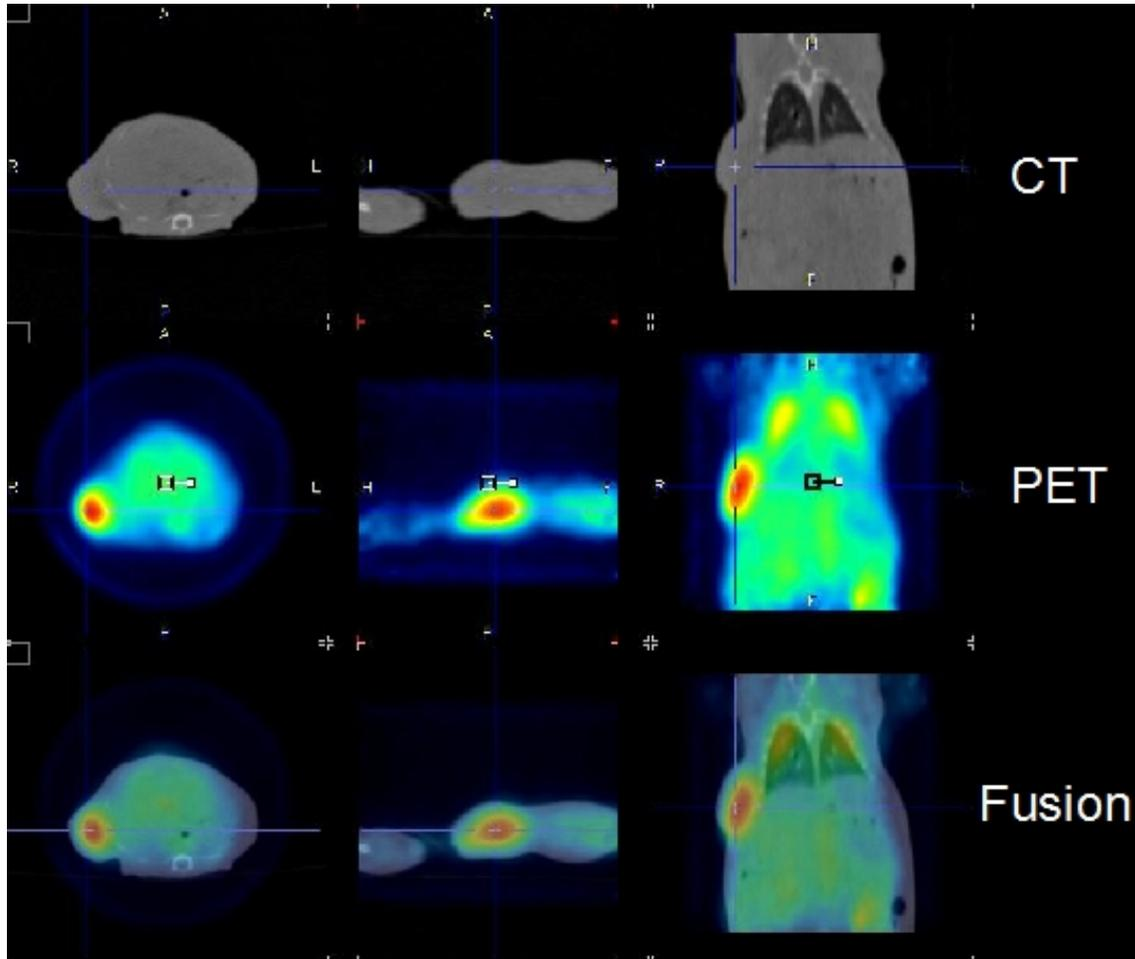 A A H
R L H F R L CT
P P F
A S H
R L H F R L PET
F
Fusion